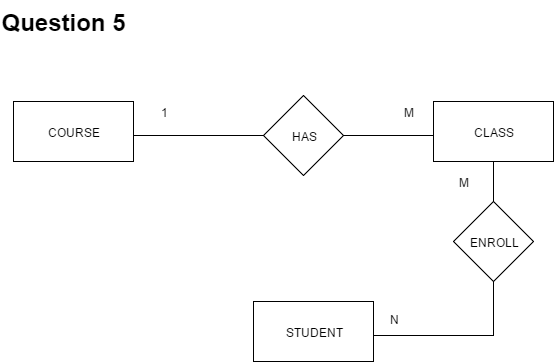 Question 5
1
M
COURSE
HAS
CLASS
M
ENROLL
N
STUDENT